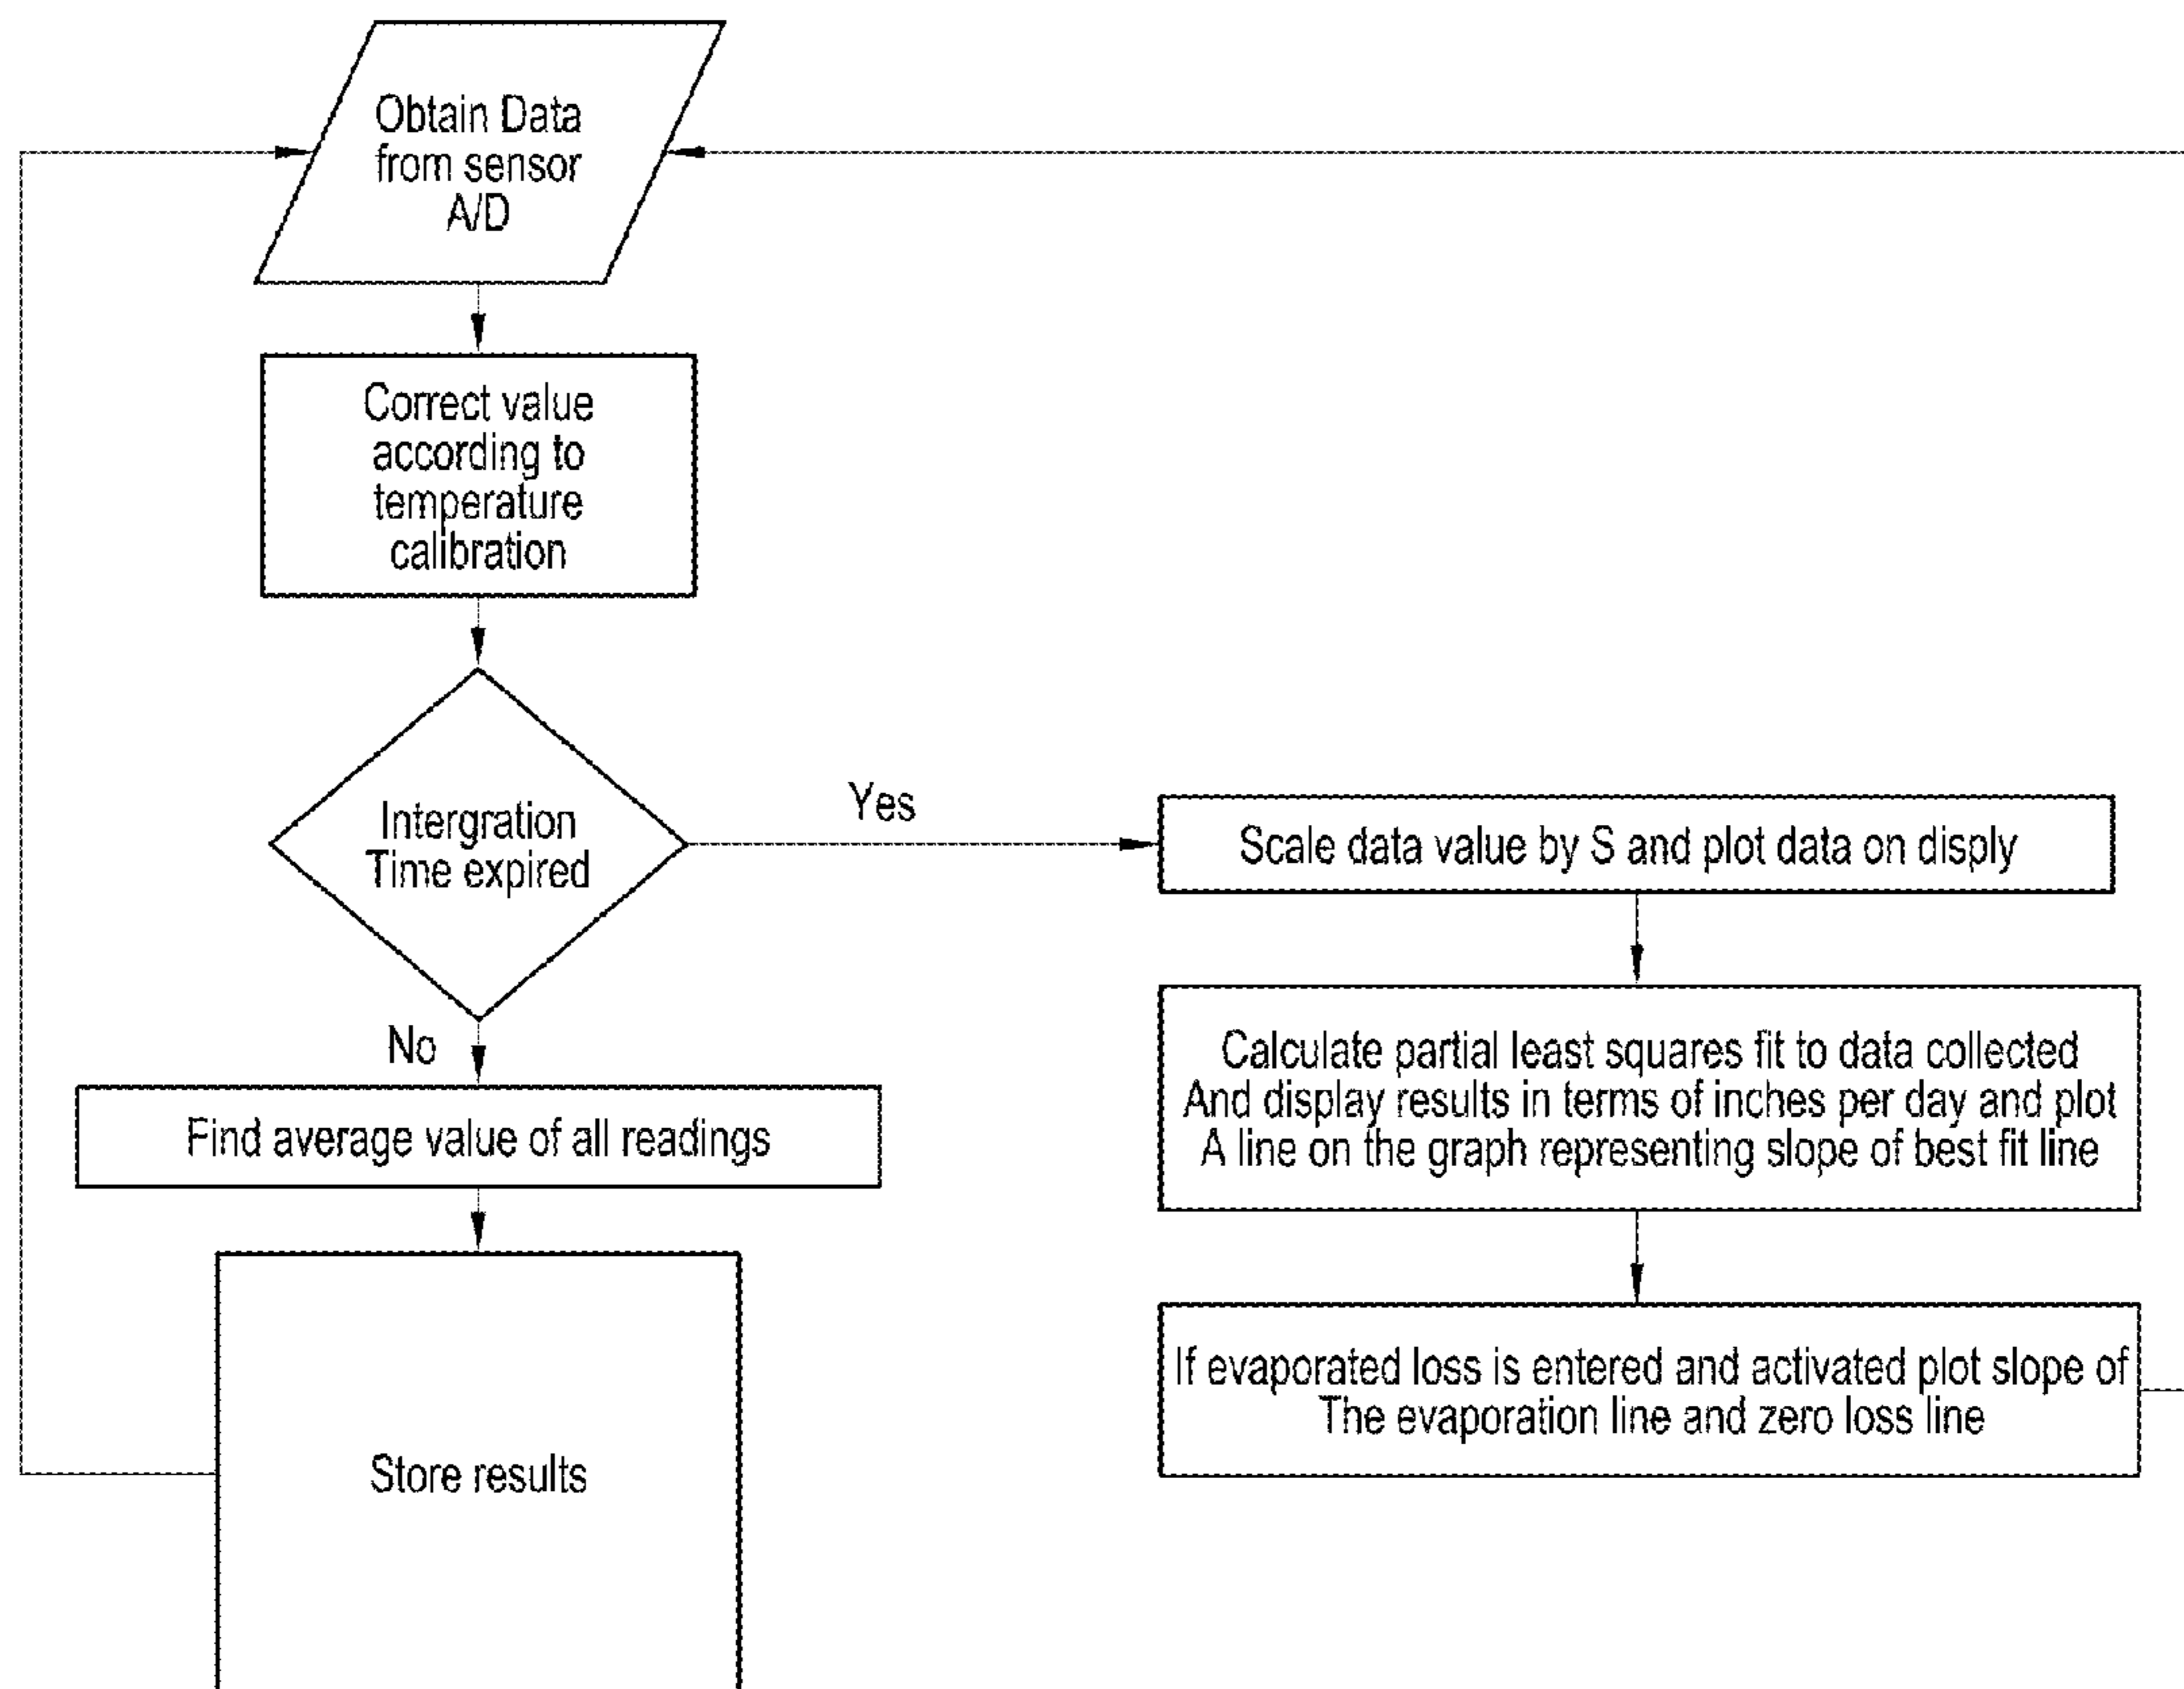 Obtain Data
from sensor
A/D
Correct value
according to
temperature
calibration
Intergration
Time expired
Yes
No
Find average value of all readings
Store results
Scale data value by S and plot data on disply
Calculate partial least squares fit to data collected
And display results in terms of inches per day and plot
A line on the graph representing slope of best fit line
If evaporated loss is entered and activated plot slope of
The evaporation line and zero loss line